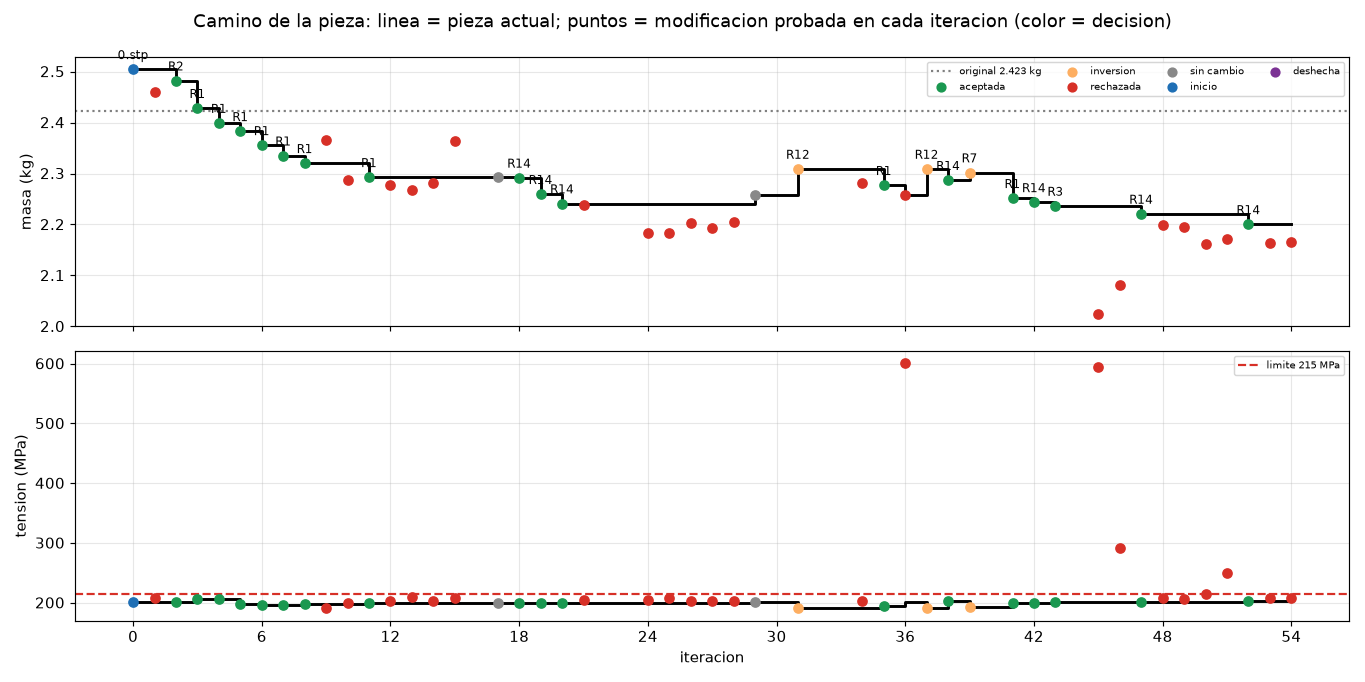 Camino de la pieza: linea = pieza actual; puntos = modificacion probada en cada iteracion (color = decision)
0.stp
R2
R1
R1
R1
R1
R1
R1
R1
R14
R14
R14
R12
R1
R12
R14
R7
R1
R14
R3
R14
R14
original 2.423 kg
aceptada
inversion
rechazada
sin cambio
inicio
deshecha
masa (kg)
2.5
2.4
2.3
2.2
2.1
2.0
limite 215 MPa
tension (MPa)
600
500
400
300
200
0 6 12 18 24 30 36 42 48 54
iteracion